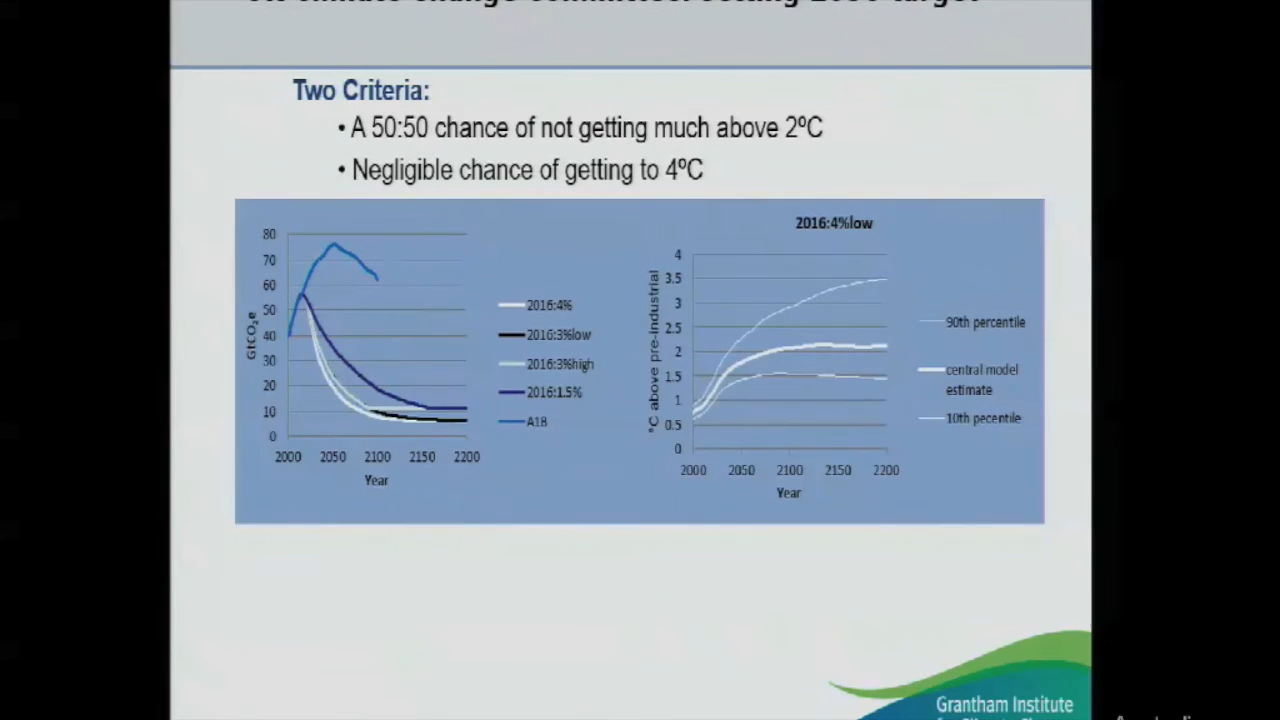 Two Criteria:
• A 50:50 chance of not getting much above 2ºC
• Negligible chance of getting to 4ºC
80
70
60
50
40
30
20
10
0
GtCO₂e
2000 2050 2100 2150 2200
Year
2016:4%
2016:3%low
2016:3%high
2016:1.5%
A1B
2016:4%low
4
3.5
3
2.5
2
1.5
1
0.5
0
°C above pre-industrial
2000 2050 2100 2150 2200
Year
90th percentile
central model
estimate
10th pecentile
Grantham Institute